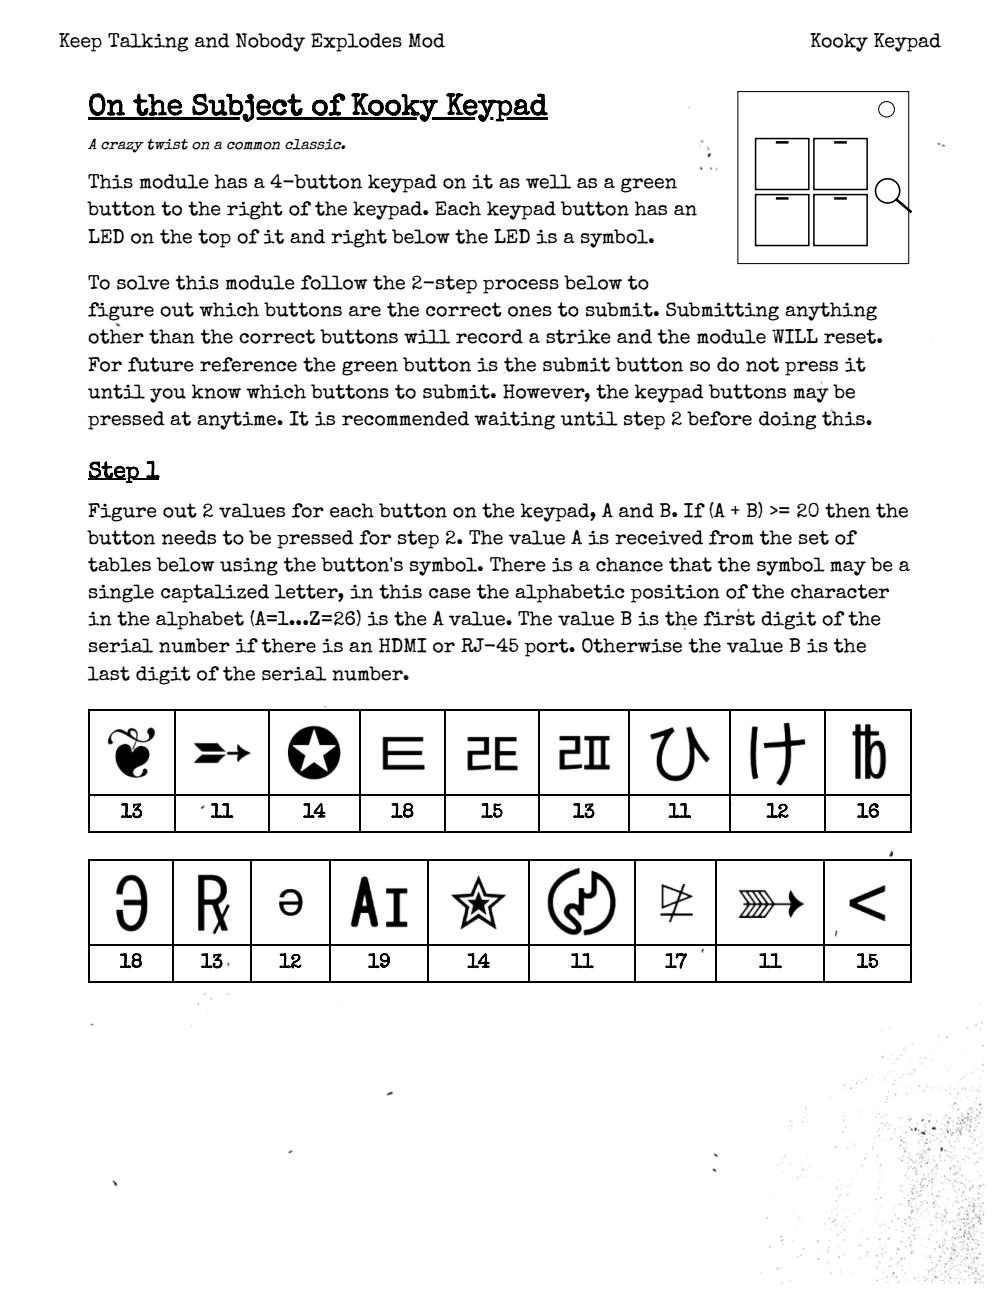 Keep Talking and Nobody Explodes Mod
Kooky Keypad
On the Subject of Kooky Keypad
A crazy twist on a common classic.
This module has a 4-button keypad on it as well as a green
button to the right of the keypad. Each keypad button has an
LED on the top of it and right below the LED is a symbol.
To solve this module follow the 2-step process below to
figure out which buttons are the correct ones to submit. Submitting anything
other than the correct buttons will record a strike and the module WILL reset.
For future reference the green button is the submit button so do not press it
until you know which buttons to submit. However, the keypad buttons may be
pressed at anytime. It is recommended waiting until step 2 before doing this.
Step 1
Figure out 2 values for each button on the keypad, A and B. If (A + B) >= 20 then the
button needs to be pressed for step 2. The value A is received from the set of
tables below using the button's symbol. There is a chance that the symbol may be a
single captalized letter, in this case the alphabetic position of the character
in the alphabet (A=1...Z=26) is the A value. The value B is the first digit of the
serial number if there is an HDMI or RJ-45 port. Otherwise the value B is the
last digit of the serial number.
❦ ➳ ✪ ㅌ ㄹㅌ ㄹㅍ ひ け ℔
13 11 14 18 15 13 11 12 16
℈ ℞ ə AI ⋆ 17 <
18 13 12 19 14 11 17 11 15